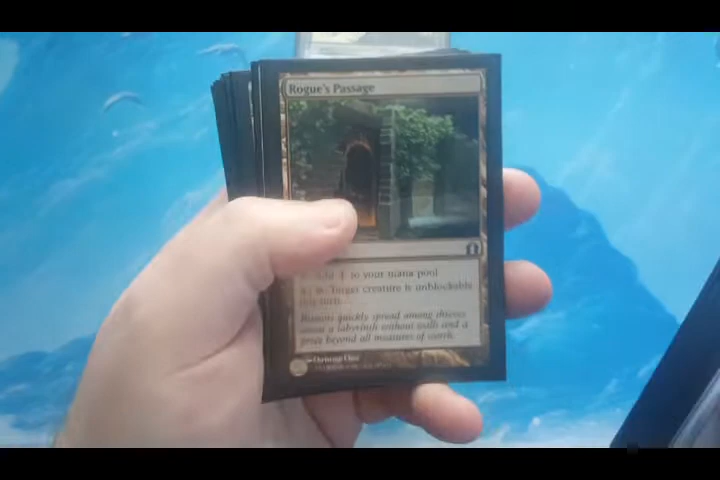 Rogue's Passage
to your mana pool
Target creature is unblockable
this turn.
Rumors quickly spread among thieves
about a labyrinth without walls and a
prize beyond all measures of worth.